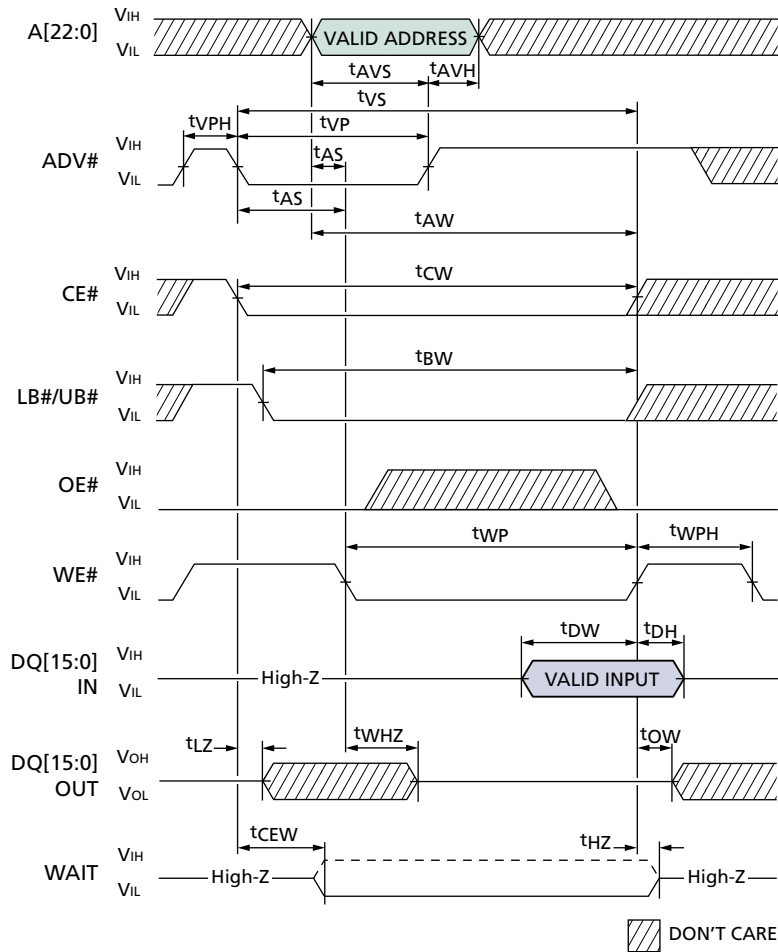 A[22:0]
VIH
VIL
VALID ADDRESS
tAVS
tAVH
tVS
tVPH
tVP
ADV#
VIH
VIL
tAS
tAS
tAW
CE#
VIH
VIL
tCW
LB#/UB#
VIH
VIL
tBW
OE#
VIH
VIL
WE#
VIH
VIL
tWP
tWPH
DQ[15:0]
IN
VIH
VIL
High-Z
tDW
tDH
VALID INPUT
DQ[15:0]
OUT
VOH
VOL
tLZ
tWHZ
tOW
WAIT
VIH
VIL
tCEW
tHZ
High-Z
High-Z
DON'T CARE